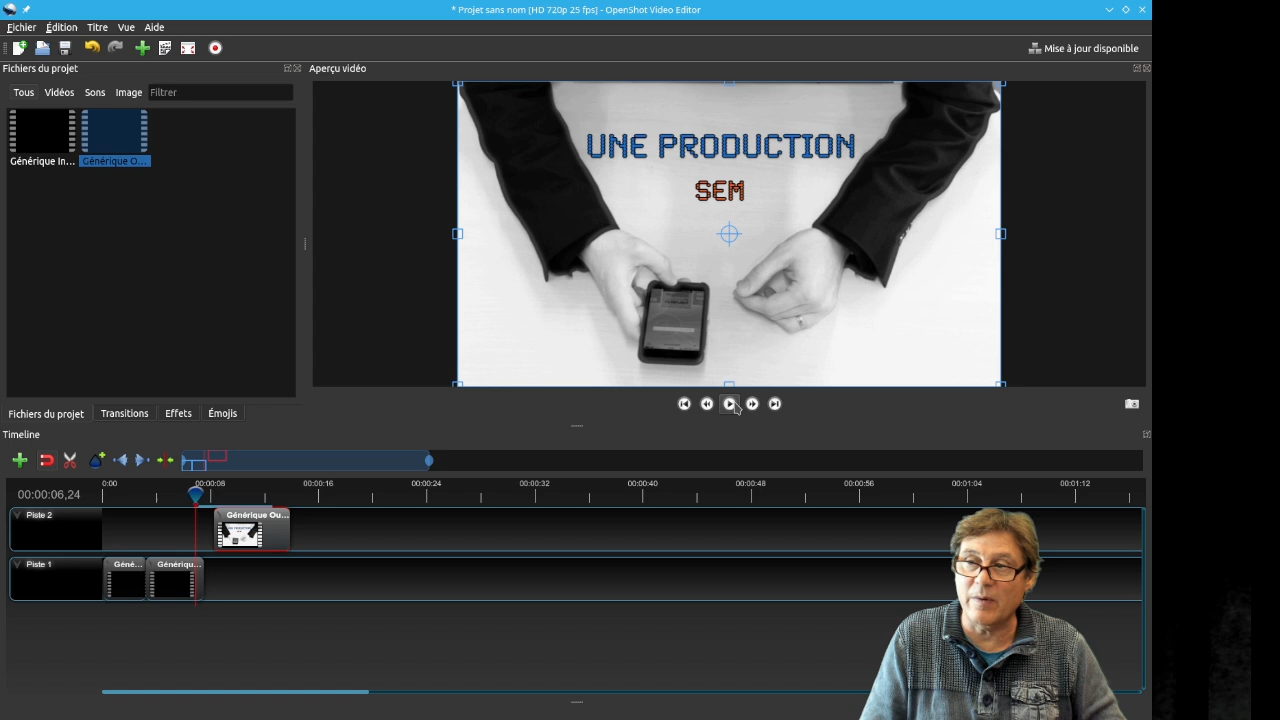 * Projet sans nom [HD 720p 25 fps] - OpenShot Video Editor
Fichier Édition Titre Vue Aide
Mise à jour disponible
Fichiers du projet
Aperçu vidéo
Tous Vidéos Sons Image Filtrer
Générique In... Générique O...
UNE PRODUCTION
SEM
Fichiers du projet Transitions Effets Émojis
Timeline
00:00:06,24
0:00 00:00:08 00:00:16 00:00:24 00:00:32 00:00:40 00:00:48 00:00:56 00:01:04 00:01:12
Piste 2
Générique Ou...
Piste 1
Géné... Génériqu...